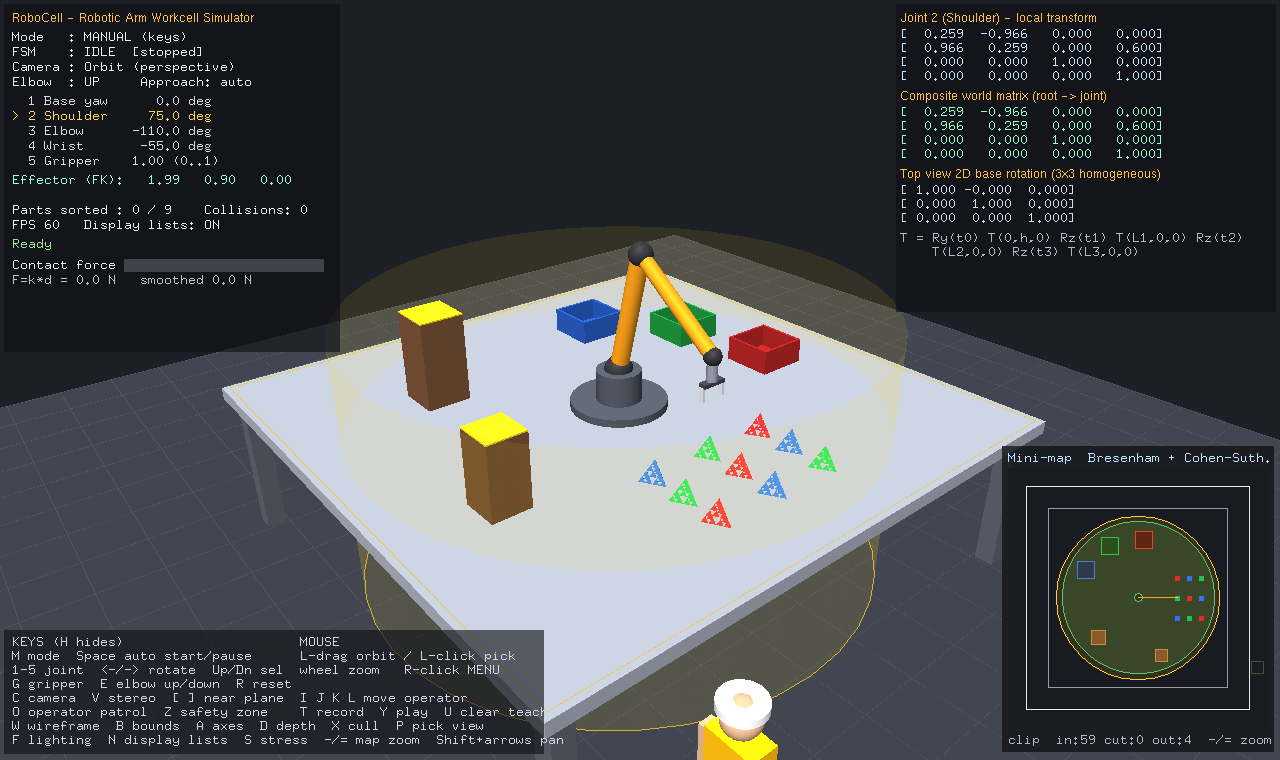 RoboCell - Robotic Arm Workcell Simulator
Mode   : MANUAL (keys)
FSM    : IDLE  [stopped]
Camera : Orbit (perspective)
Elbow  : UP     Approach: auto
1 Base yaw      0.0 deg
> 2 Shoulder     75.0 deg
3 Elbow     -110.0 deg
4 Wrist      -55.0 deg
5 Gripper    1.00 (0..1)
Effector (FK):   1.99   0.90   0.00
Parts sorted : 0 / 9    Collisions: 0
FPS 60   Display lists: ON
Ready
Contact force
F=k*d = 0.0 N   smoothed 0.0 N
Joint 2 (Shoulder) - local transform
[  0.259  -0.966   0.000   0.000]
[  0.966   0.259   0.000   0.600]
[  0.000   0.000   1.000   0.000]
[  0.000   0.000   0.000   1.000]
Composite world matrix (root -> joint)
[  0.259  -0.966   0.000   0.000]
[  0.966   0.259   0.000   0.600]
[  0.000   0.000   1.000   0.000]
[  0.000   0.000   0.000   1.000]
Top view 2D base rotation (3x3 homogeneous)
[ 1.000 -0.000  0.000]
[ 0.000  1.000  0.000]
[ 0.000  0.000  1.000]
T = Ry(t0) T(0,h,0) Rz(t1) T(L1,0,0) Rz(t2)
T(L2,0,0) Rz(t3) T(L3,0,0)
Mini-map  Bresenham + Cohen-Suth.
clip  in:59 cut:0 out:4  -/= zoom
KEYS (H hides)                         MOUSE
M mode  Space auto start/pause         L-drag orbit / L-click pick
1-5 joint  <-/-> rotate  Up/Dn sel  wheel zoom   R-click MENU
G gripper  E elbow up/down  R reset
C camera  V stereo  [ ] near plane  I J K L move operator
O operator patrol  Z safety zone    T record  Y play  U clear teach
W wireframe  B bounds  A axes  D depth  X cull  P pick view
F lighting  N display lists  S stress  -/= map zoom  Shift+arrows pan